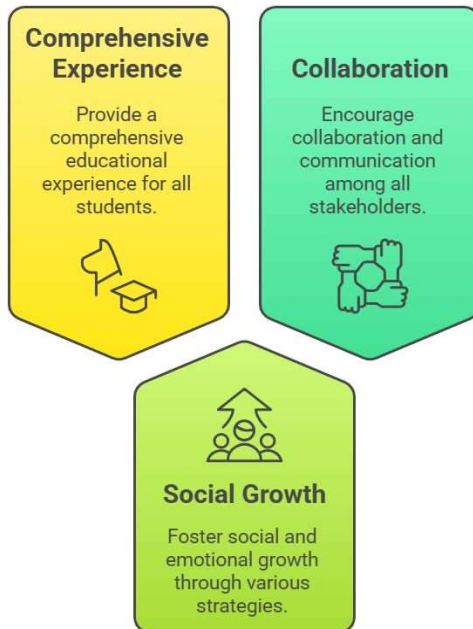 Comprehensive
Experience
Provide a
comprehensive
educational
experience for all
students.
Collaboration
Encourage
collaboration and
communication
among all
stakeholders.
Social Growth
Foster social and
emotional growth
through various
strategies.